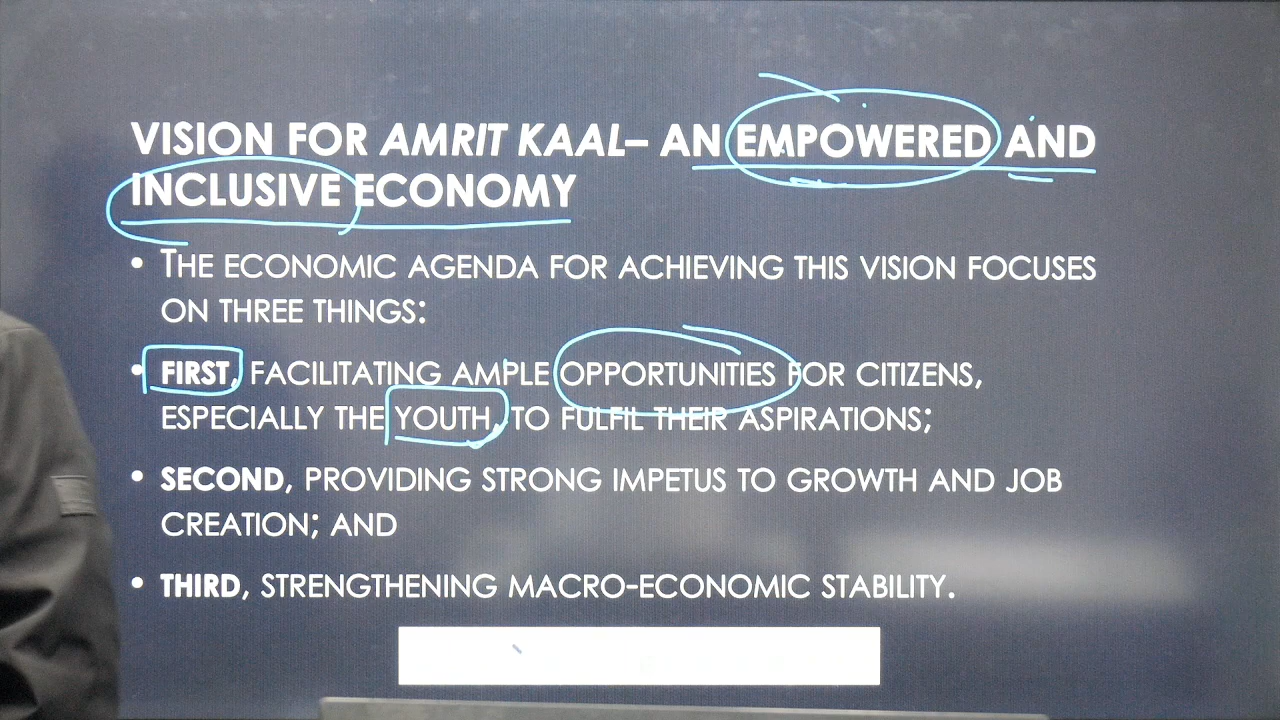 VISION FOR AMRIT KAAL– AN EMPOWERED AND
INCLUSIVE ECONOMY
• THE ECONOMIC AGENDA FOR ACHIEVING THIS VISION FOCUSES
ON THREE THINGS:
• FIRST, FACILITATING AMPLE OPPORTUNITIES FOR CITIZENS,
ESPECIALLY THE YOUTH, TO FULFIL THEIR ASPIRATIONS;
• SECOND, PROVIDING STRONG IMPETUS TO GROWTH AND JOB
CREATION; AND
• THIRD, STRENGTHENING MACRO-ECONOMIC STABILITY.